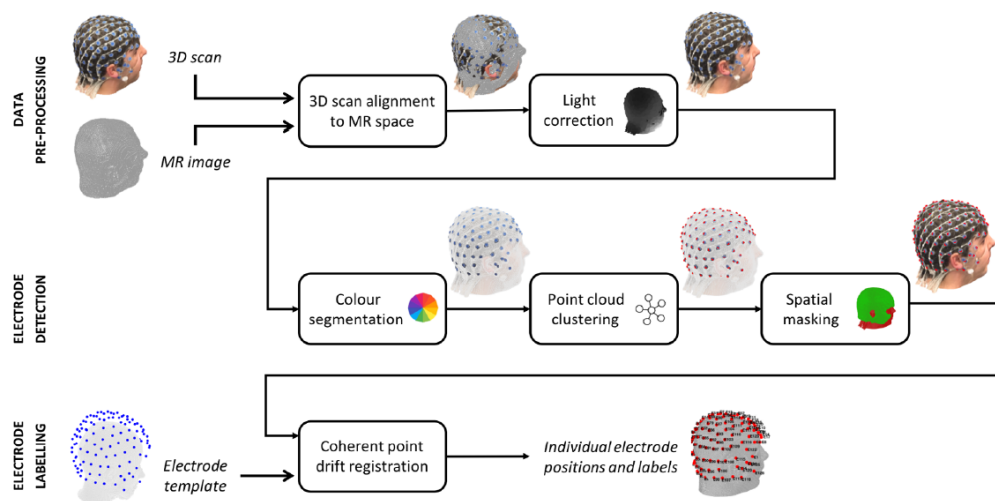 DATA
PRE-PROCESSING
3D scan
MR image
3D scan alignment
to MR space
Light
correction
ELECTRODE
DETECTION
Colour
segmentation
Point cloud
clustering
Spatial
masking
ELECTRODE
LABELLING
Electrode
template
Coherent point
drift registration
Individual electrode
positions and labels